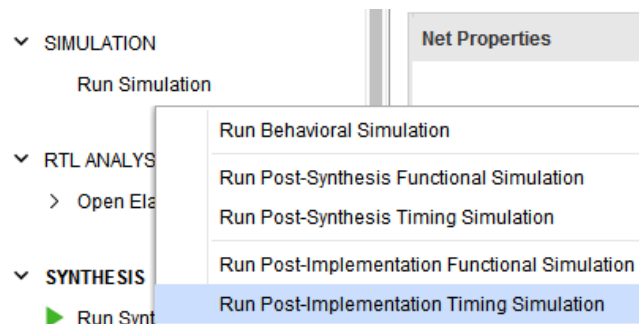 SIMULATION
Net Properties
Run Simulation
Run Behavioral Simulation
RTL ANALYS
Run Post-Synthesis Functional Simulation
Open Ela
Run Post-Synthesis Timing Simulation
Run Post-Implementation Functional Simulation
SYNTHESIS
Run Post-Implementation Timing Simulation
Run Synt